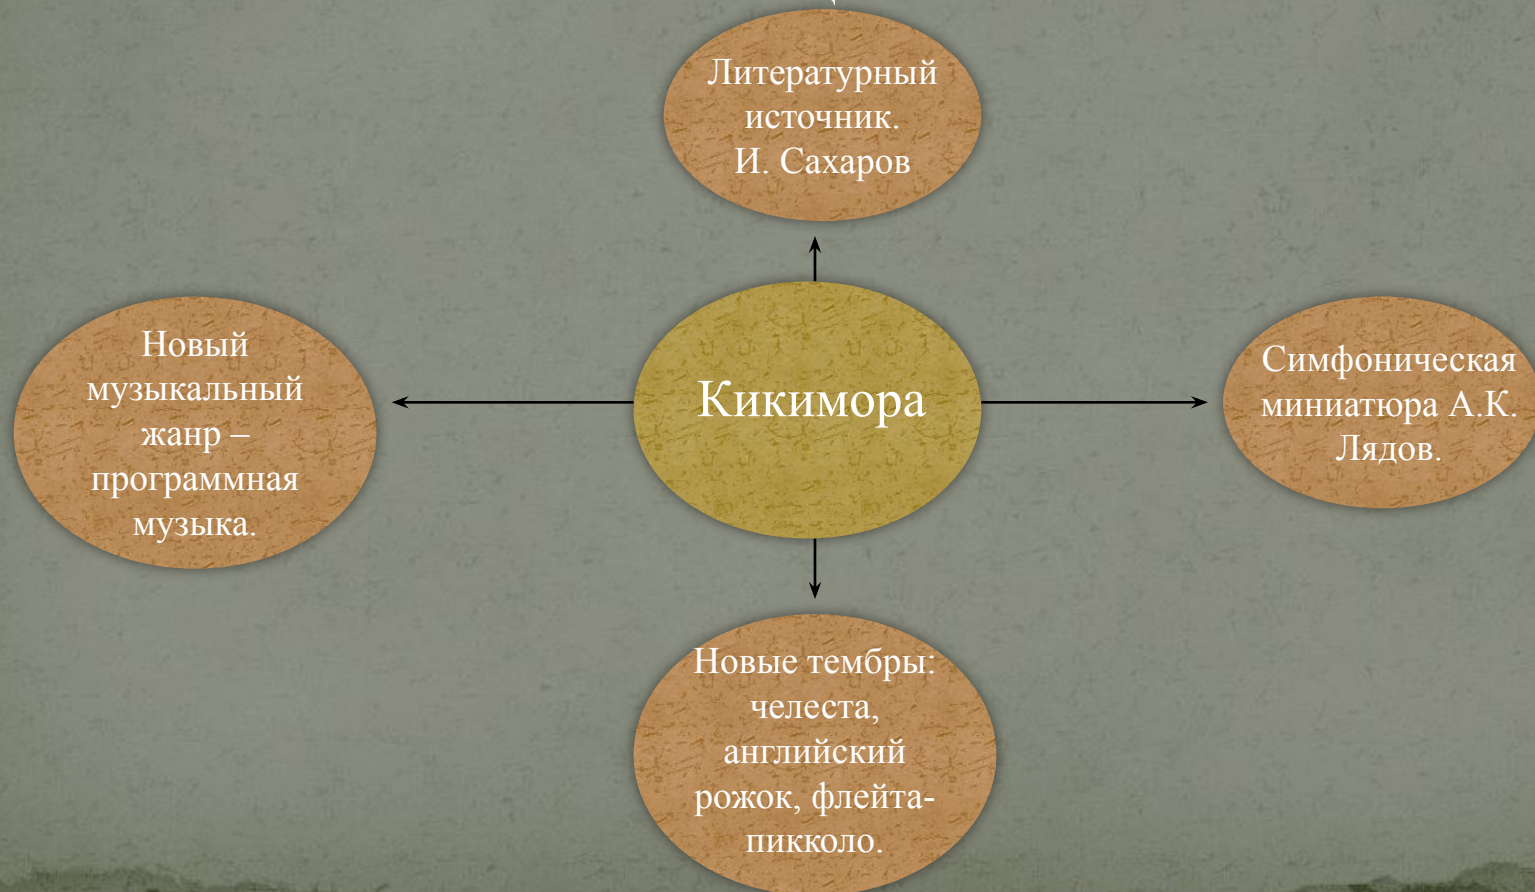 Литературный
источник.
И. Сахаров
Новый
музыкальный
жанр –
программная
музыка.
Кикимора
Симфоническая
миниатюра А.К.
Лядов.
Новые тембры:
челеста,
английский
рожок, флейта-
пикколо.